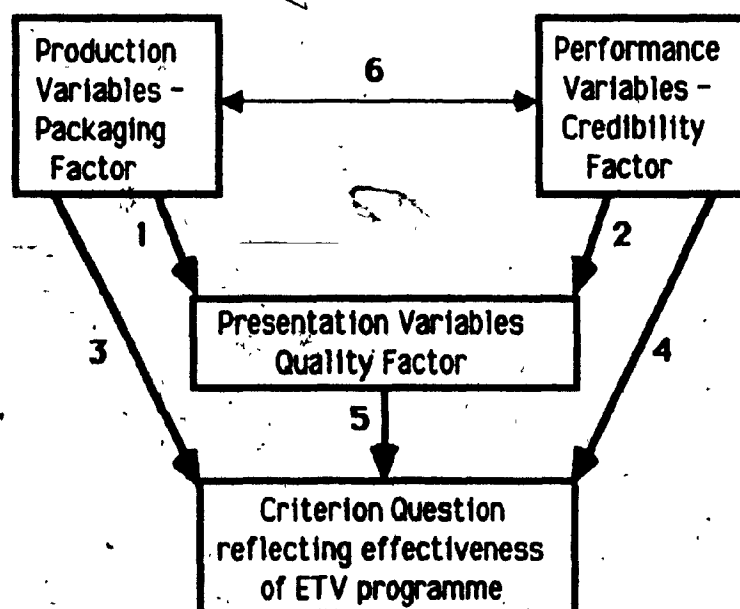 Production
Variables -
Packaging
Factor
6
Performance
Variables -
Credibility
Factor
1
2
Presentation Variables
Quality Factor
3
4
5
Criterion Question
reflecting effectiveness
of ETV programme